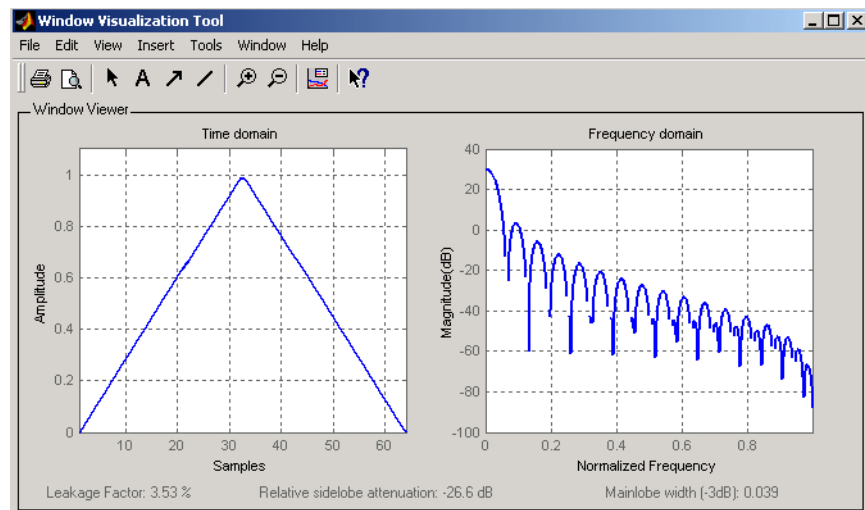 Window Visualization Tool
File Edit View Insert Tools Window Help
A
Window Viewer
Time domain
1
0.8
0.6
0.4
0.2
0
Amplitude
10 20 30 40 50 60
Samples
Frequency domain
40
20
0
-20
-40
-60
-80
-100
Magnitude(dB)
0 0.2 0.4 0.6 0.8
Normalized Frequency
Leakage Factor: 3.53 % Relative sidelobe attenuation: -26.6 dB Mainlobe width (-3dB): 0.039